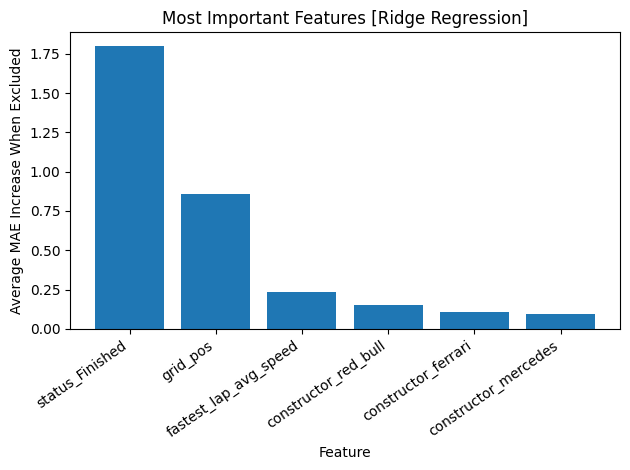 Most Important Features [Ridge Regression]
Average MAE Increase When Excluded
1.75
1.50
1.25
1.00
0.75
0.50
0.25
0.00
status_Finished
grid_pos
fastest_lap_avg_speed
constructor_red_bull
constructor_ferrari
constructor_mercedes
Feature